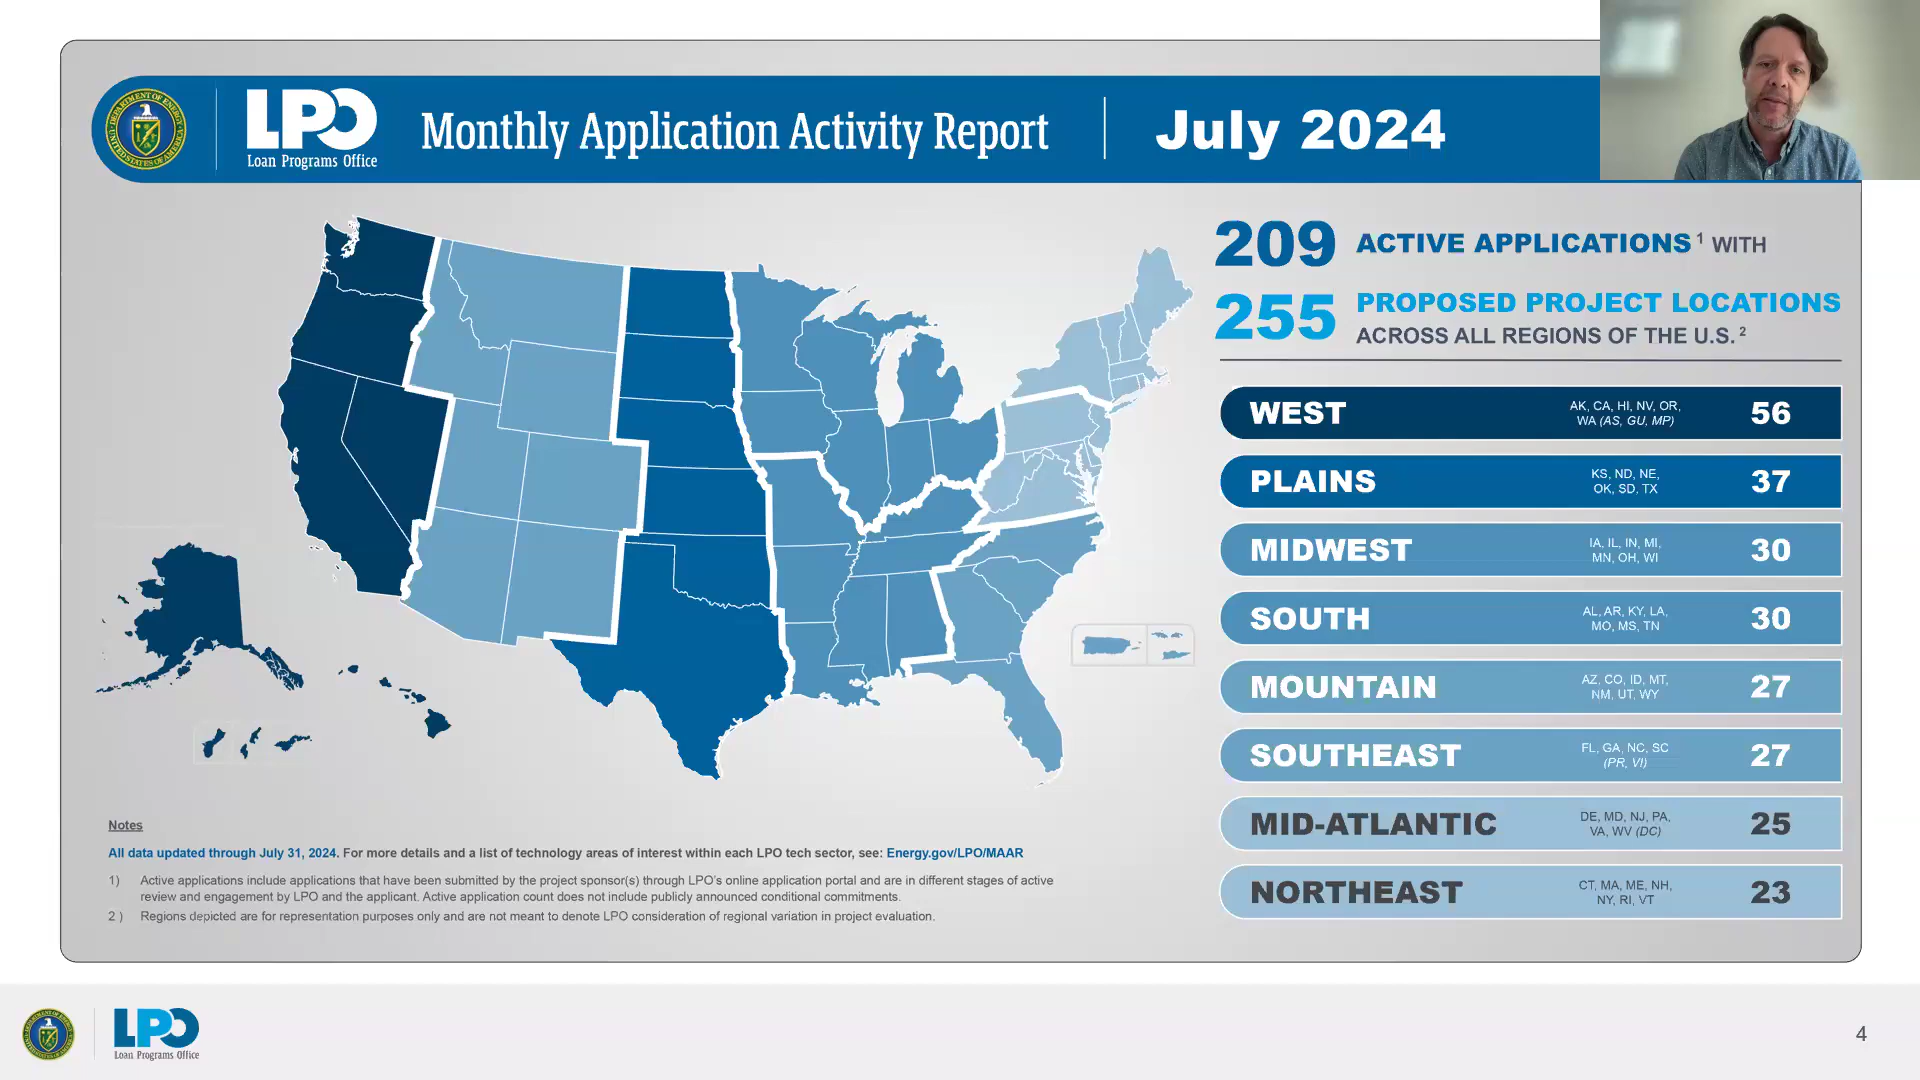 LPO
Loan Programs Office
Monthly Application Activity Report
July 2024
209 ACTIVE APPLICATIONS 1 WITH
255 PROPOSED PROJECT LOCATIONS
ACROSS ALL REGIONS OF THE U.S. 2
WEST
AK, CA, HI, NV, OR,
WA (AS, GU, MP)
56
PLAINS
KS, ND, NE,
OK, SD, TX
37
MIDWEST
IA, IL, IN, MI,
MN, OH, WI
30
SOUTH
AL, AR, KY, LA,
MO, MS, TN
30
MOUNTAIN
AZ, CO, ID, MT,
NM, UT, WY
27
SOUTHEAST
FL, GA, NC, SC
(PR, VI)
27
MID-ATLANTIC
DE, MD, NJ, PA,
VA, WV (DC)
25
NORTHEAST
CT, MA, ME, NH,
NY, RI, VT
23
Notes
All data updated through July 31, 2024. For more details and a list of technology areas of interest within each LPO tech sector, see: Energy.gov/LPO/MAAR
1) Active applications include applications that have been submitted by the project sponsor(s) through LPO's online application portal and are in different stages of active
review and engagement by LPO and the applicant. Active application count does not include publicly announced conditional commitments.
2 ) Regions depicted are for representation purposes only and are not meant to denote LPO consideration of regional variation in project evaluation.
LPO
Loan Programs Office
4